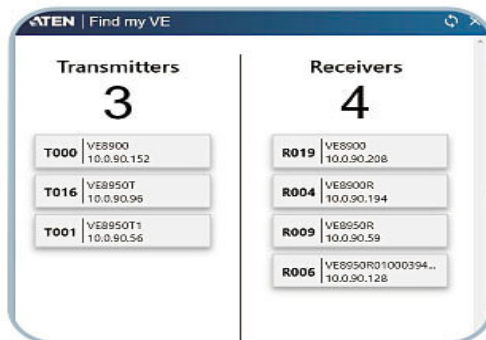 ATEN | Find my VE
Transmitters
3
T000 VE8900
10.0.90.152
T016 VE8950T
10.0.90.96
T001 VE8950T1
10.0.90.56
Receivers
4
R019 VE8900
10.0.90.208
R004 VE8900R
10.0.90.194
R009 VE8950R
10.0.90.59
R006 VE8950R01000394...
10.0.90.128